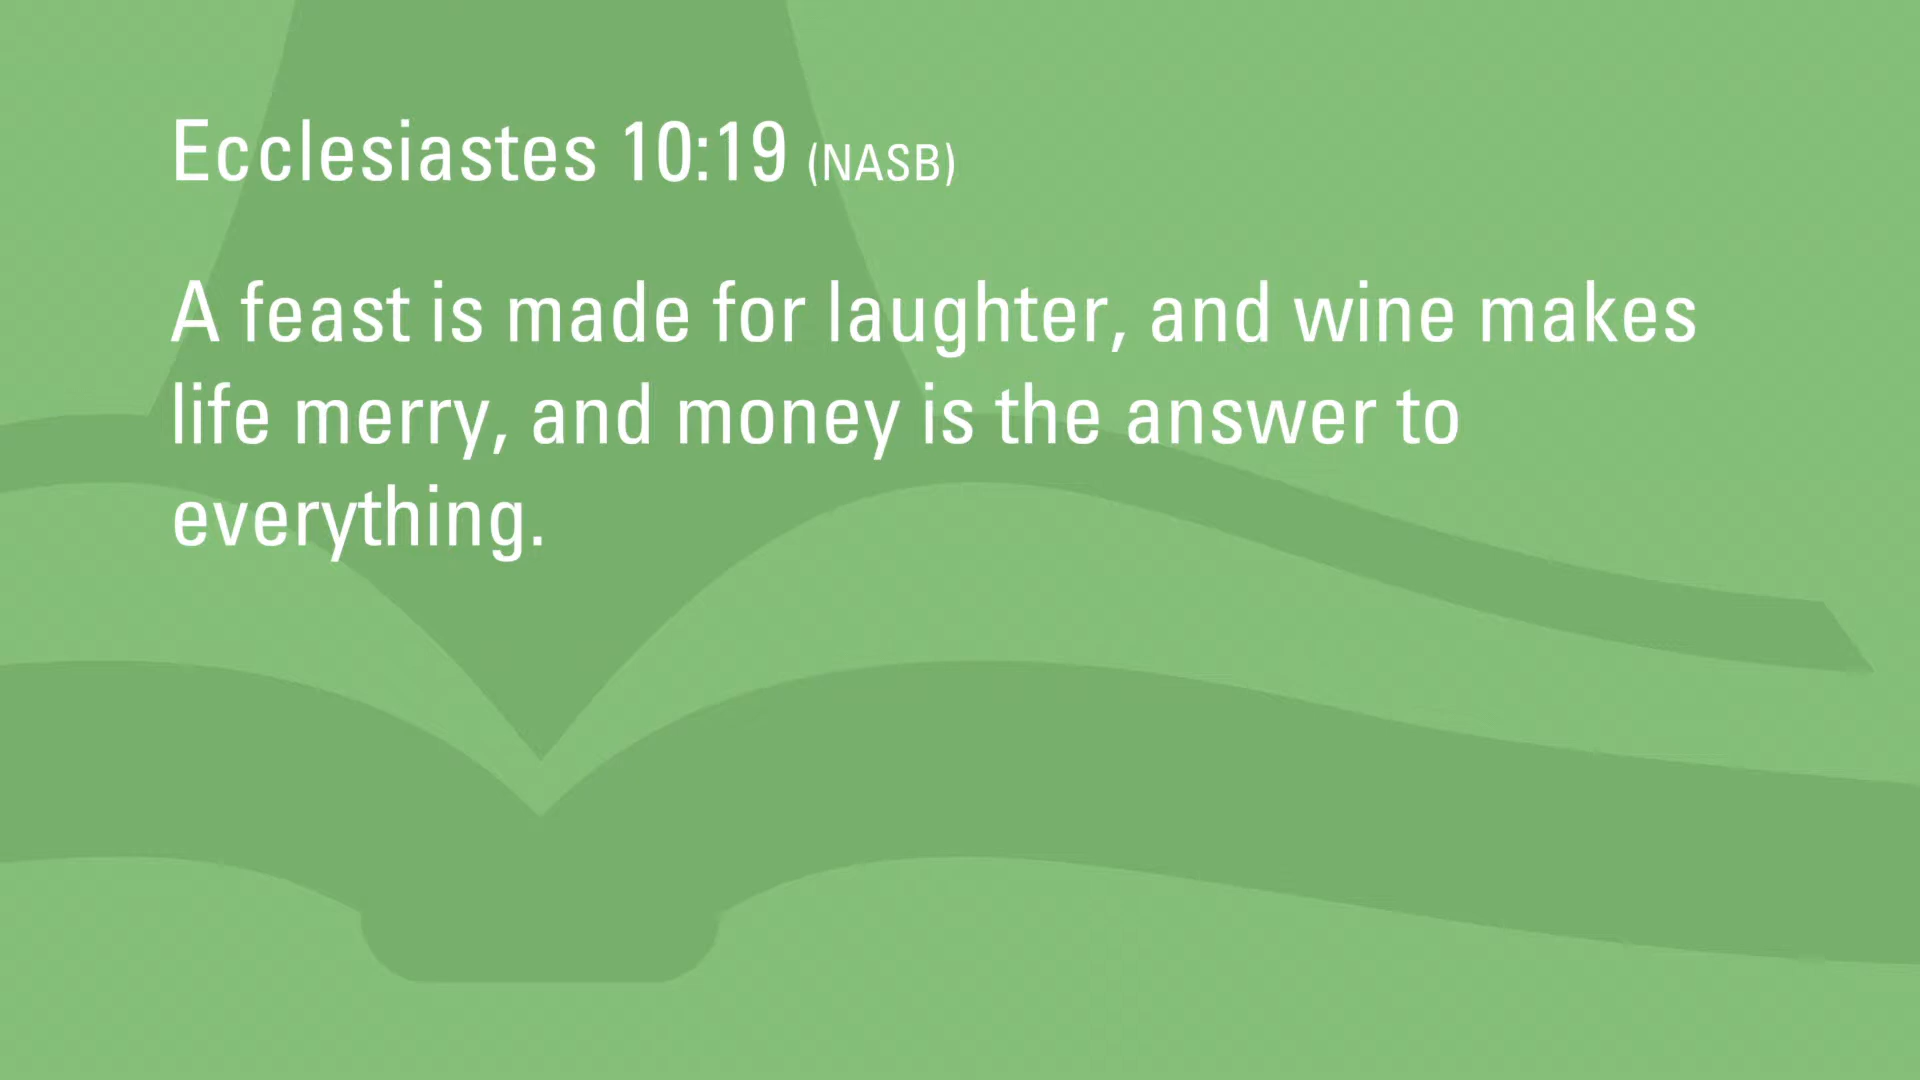 Ecclesiastes 10:19 (NASB)
A feast is made for laughter, and wine makes
life merry, and money is the answer to
everything.